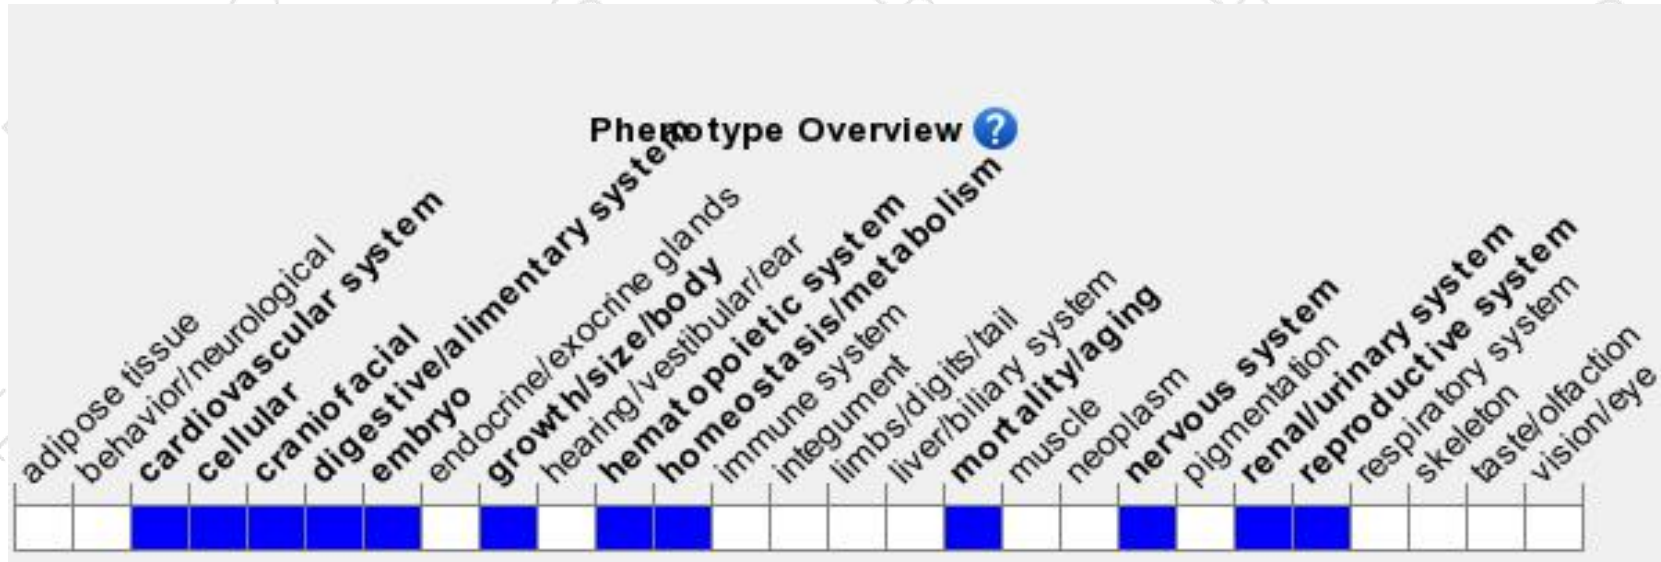 Phenotype Overview ?
adipose tissue
behavior/neurological
cardiovascular system
cellular
craniofacial
digestive/alimentary system
embryo
endocrine/exocrine glands
growth/size/body
hearing/vestibular/ear
hematopoietic system
homeostasis/metabolism
immune system
integument
limbs/digits/tail
liver/biliary system
mortality/aging
muscle
neoplasm
nervous system
pigmentation
renal/urinary system
reproductive system
respiratory system
skeleton
taste/olfaction
vision/eye